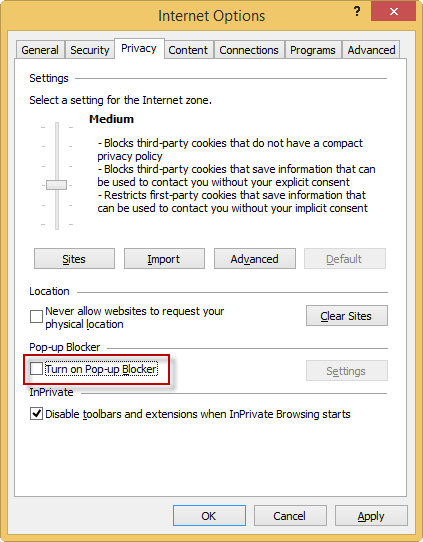 Internet Options
General Security Privacy Content Connections Programs Advanced
Settings
Select a setting for the Internet zone.
Medium
- Blocks third-party cookies that do not have a compact
privacy policy
- Blocks third-party cookies that save information that can
be used to contact you without your explicit consent
- Restricts first-party cookies that save information that
can be used to contact you without your implicit consent
Sites Import Advanced Default
Location
Never allow websites to request your
physical location
Clear Sites
Pop-up Blocker
Turn on Pop-up Blocker
Settings
InPrivate
Disable toolbars and extensions when InPrivate Browsing starts
OK Cancel Apply